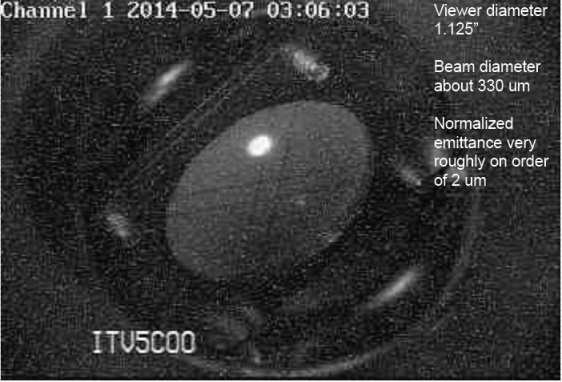 Channel 1 2014-05-07 03:06:03
Viewer diameter
1.125”
Beam diameter
about 330 um
Normalized
emittance very
roughly on order
of 2 um
ITV5C00